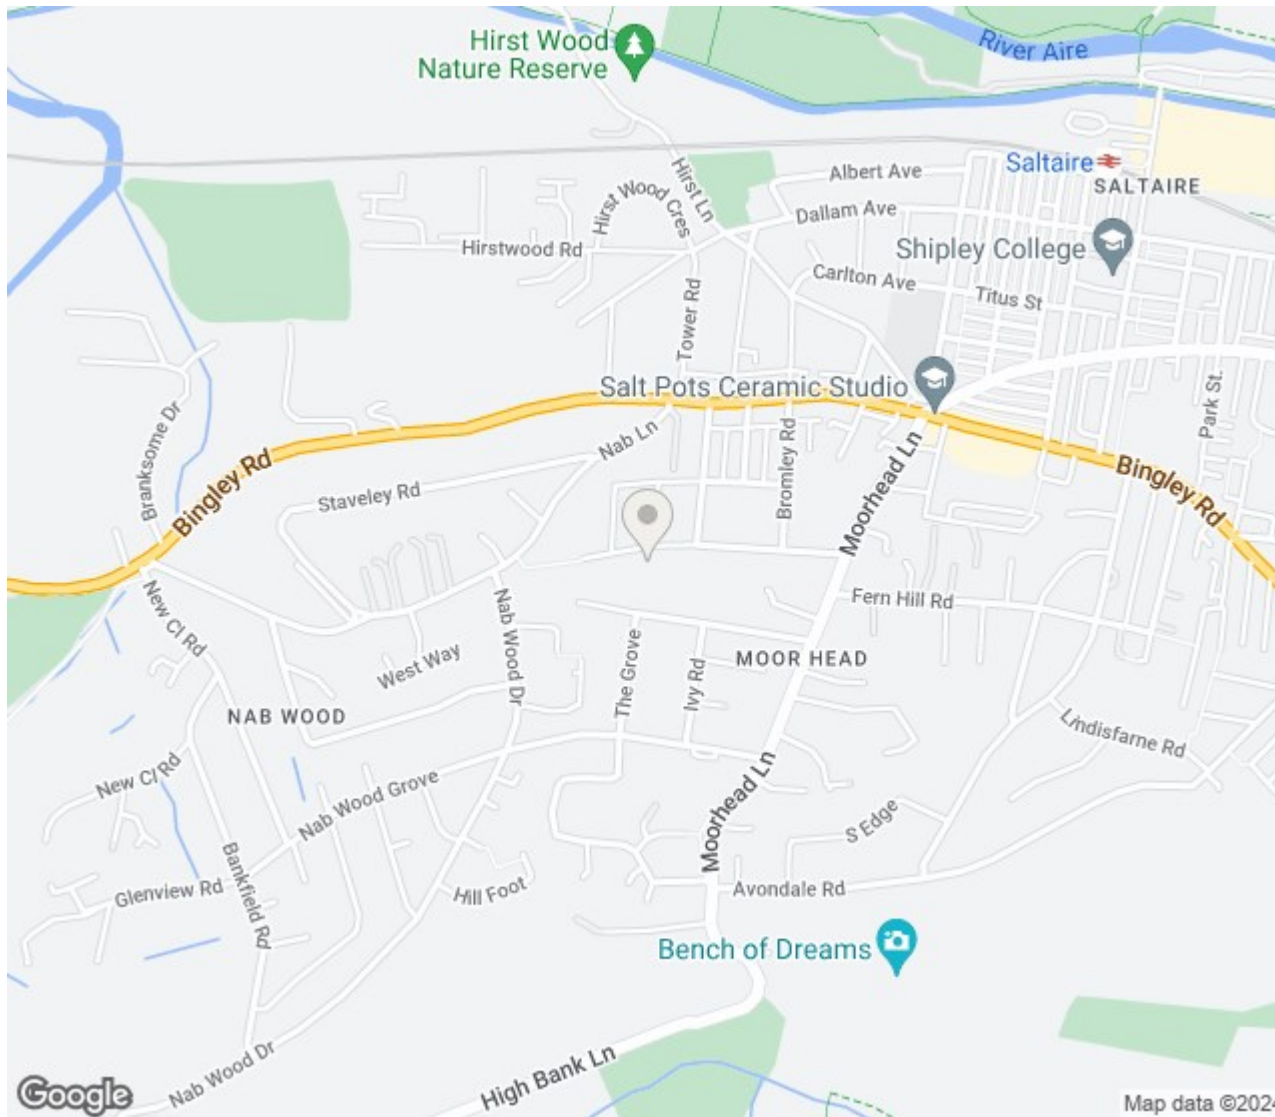 Hirst Wood
Nature Reserve
River Aire
Saltaire
SALTAIRE
Albert Ave
Hirst Ln
Hirst Wood Cres
Dallam Ave
Shipley College
Hirstwood Rd
Carlton Ave
Titus St
Tower Rd
Salt Pots Ceramic Studio
Park St.
Branksome Dr
Nab Ln
Bromley Rd
Moorhead Ln
Bingley Rd
Bingley Rd
Staveley Rd
New Cl Rd
Nab Wood Dr
Fern Hill Rd
West Way
The Grove
Ivy Rd
MOOR HEAD
NAB WOOD
Lindisfarne Rd
New Cl Rd
Nab Wood Grove
Moorhead Ln
S Edge
Glenview Rd
Bankfield Rd
Hill Foot
Avondale Rd
Bench of Dreams
Nab Wood Dr
High Bank Ln
Google
Map data ©2024